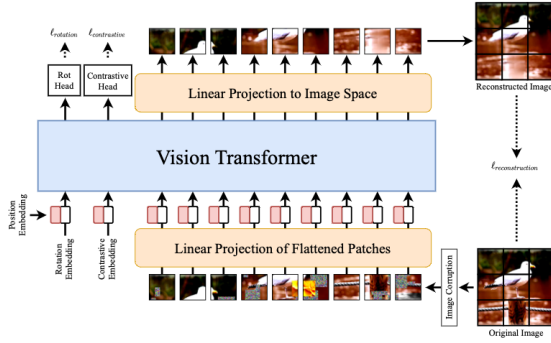 ℓrotation
ℓcontrastive
Rot
Head
Contrastive
Head
Linear Projection to Image Space
Reconstructed Image
Vision Transformer
ℓreconstruction
Position
Embedding
Rotation
Embedding
Contrastive
Embedding
Linear Projection of Flattened Patches
Image Corruption
Original Image